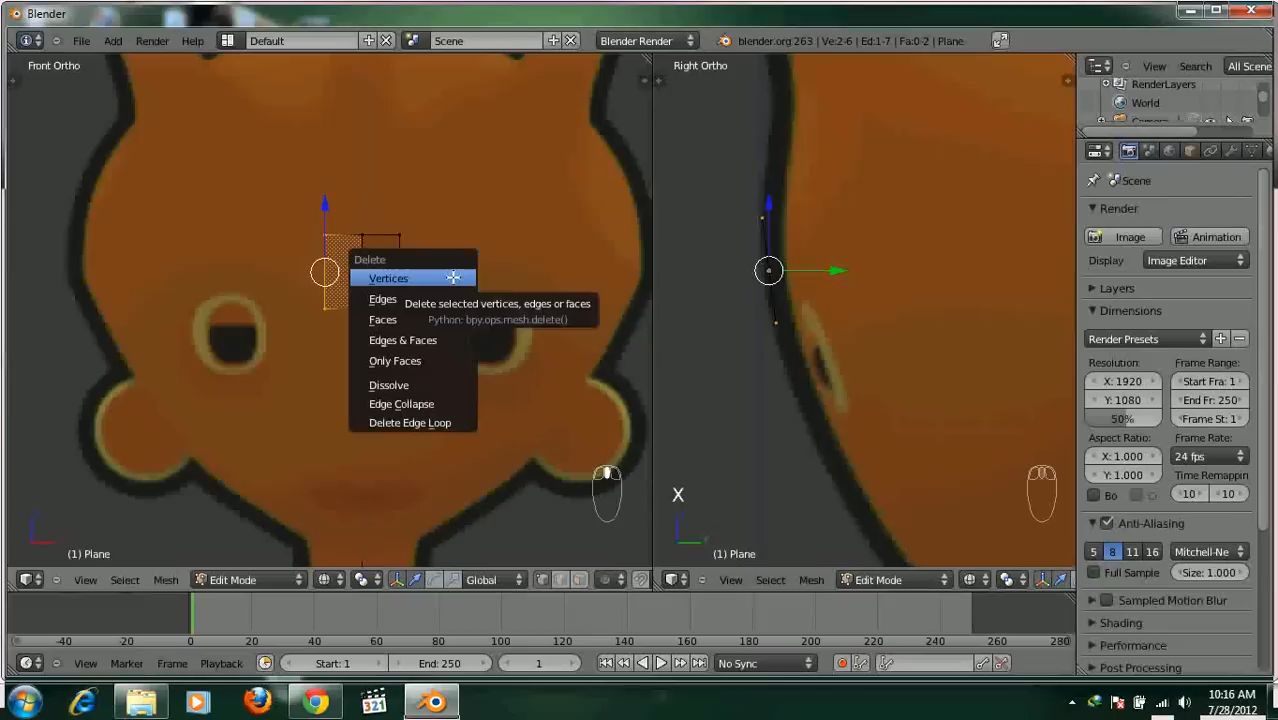 Blender
File Add Render Help Default Scene Blender Render blender.org 263 | Ve:2-6 | Ed:1-7 | Fa:0-2 | Plane
Front Ortho
Right Ortho
View Search All Scene
RenderLayers
World
Camera
Scene
Render
Image Animation
Display Image Editor
Layers
Dimensions
Render Presets
Resolution: Frame Range:
X: 1920 Start Fra: 1
Y: 1080 End Fr: 250
50% Frame St: 1
Aspect Ratio: Frame Rate:
X: 1.000 24 fps
Y: 1.000 Time Remappin
Bo 10 10
Anti-Aliasing
5 8 11 16 Mitchell-Ne
Full Sample Size: 1.000
Sampled Motion Blur
Shading
Performance
Post Processing
Delete
Vertices
Edges
Faces
Edges & Faces
Only Faces
Dissolve
Edge Collapse
Delete Edge Loop
Delete selected vertices, edges or faces
Python: bpy.ops.mesh.delete()
X
(1) Plane
(1) Plane
View Select Mesh Edit Mode Global
View Select Mesh Edit Mode
-40 -20 0 20 40 60 80 100 120 140 160 180 200 220 240 260 280
View Marker Frame Playback Start: 1 End: 250 1 No Sync
321
10:16 AM
7/28/2012